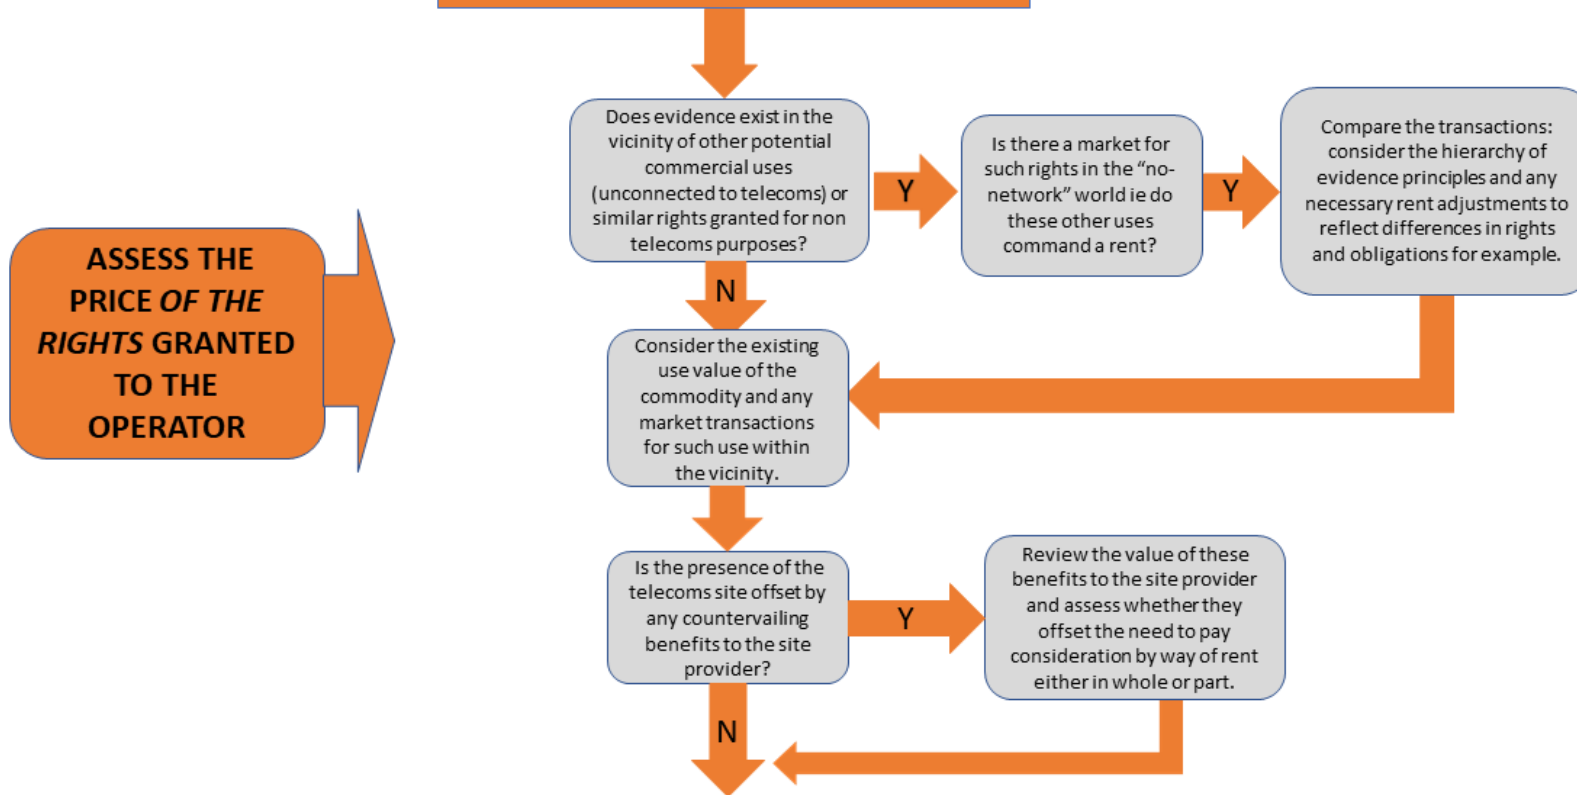 ASSESS THE
PRICE OF THE
RIGHTS GRANTED
TO THE
OPERATOR
Does evidence exist in the
vicinity of other potential
commercial uses
(unconnected to telecoms) or
similar rights granted for non
telecoms purposes?
Y
Is there a market for
such rights in the “no-
network” world ie do
these other uses
command a rent?
Y
Compare the transactions:
consider the hierarchy of
evidence principles and any
necessary rent adjustments to
reflect differences in rights
and obligations for example.
N
Consider the existing
use value of the
commodity and any
market transactions
for such use within
the vicinity.
Is the presence of the
telecoms site offset by
any countervailing
benefits to the site
provider?
Y
Review the value of these
benefits to the site provider
and assess whether they
offset the need to pay
consideration by way of rent
either in whole or part.
N